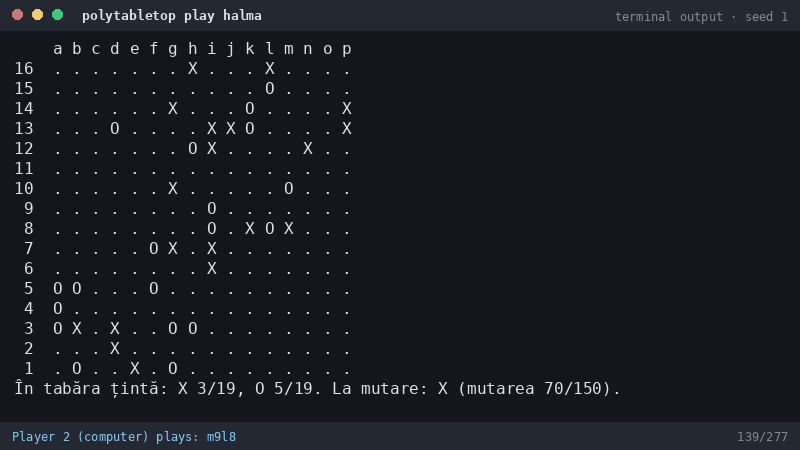 polytabletop play halma
terminal output · seed 1
a b c d e f g h i j k l m n o p
16 . . . . . . . X . . . X . . . .
15 . . . . . . . . . . . O . . . .
14 . . . . . . X . . . O . . . . X
13 . . . O . . . . X X O . . . . X
12 . . . . . . . O X . . . . X . .
11 . . . . . . . . . . . . . . . .
10 . . . . . . X . . . . . O . . .
9 . . . . . . . . O . . . . . . .
8 . . . . . . . . O . X O X . . .
7 . . . . . O X . X . . . . . . .
6 . . . . . . . . X . . . . . . .
5 O O . . . O . . . . . . . . . .
4 O . . . . . . . . . . . . . . .
3 O X . X . . O O . . . . . . . .
2 . . . X . . . . . . . . . . . .
1 . O . . X . O . . . . . . . . .
În tabăra țintă: X 3/19, O 5/19. La mutare: X (mutarea 70/150).
Player 2 (computer) plays: m9l8
139/277